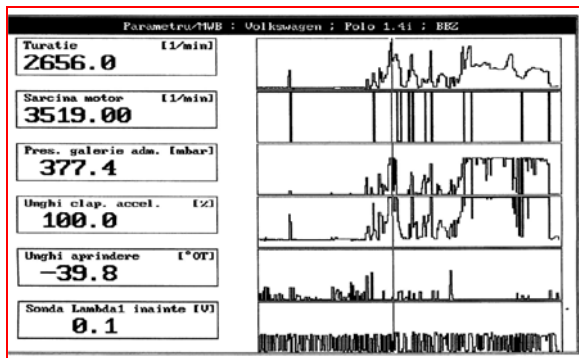 Parametru/MWB : Volkswagen ; Polo 1.4i ; BBZ
Turatie [1/min]
2656.0
Sarcina motor [1/min]
3519.00
Pres. galerie adm. [mbar]
377.4
Unghi clap. accel. [%]
100.0
Unghi aprindere [°OT]
-39.8
Sonda Lambda1 inainte [V]
0.1